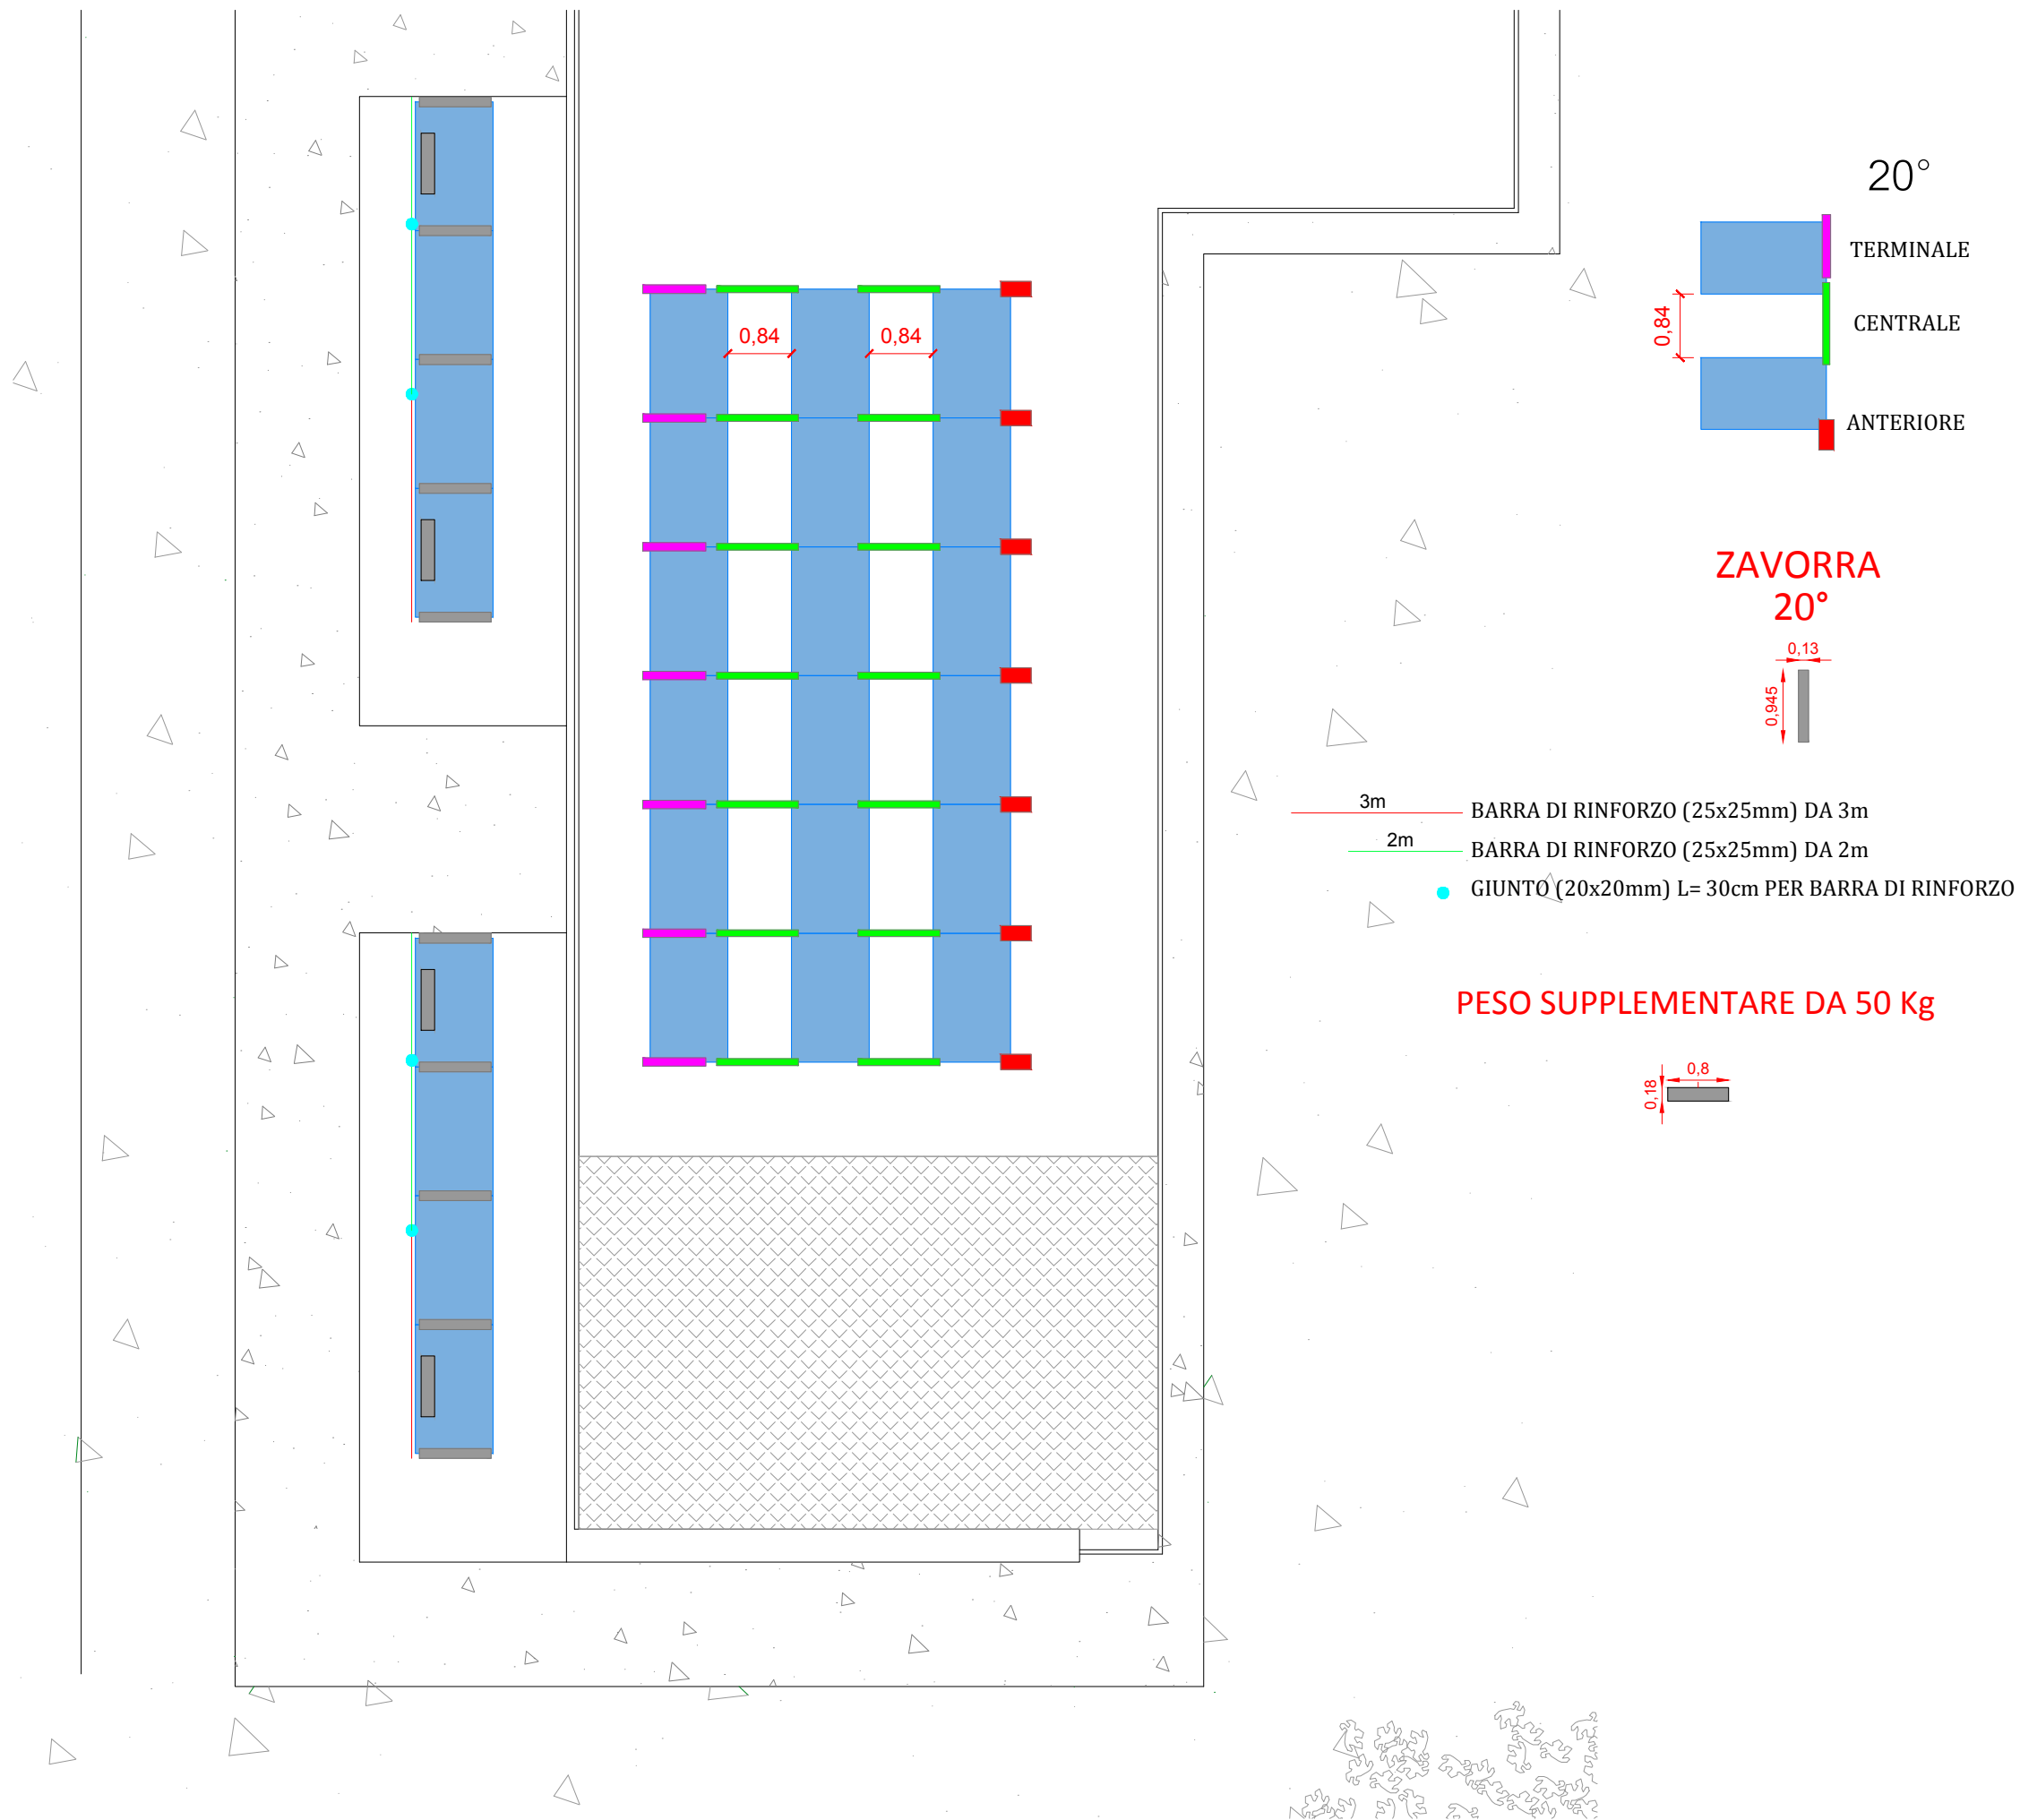 20°
TERMINALE
0,84
CENTRALE
ANTERIORE
0,84
0,84
ZAVORRA
20°
0,13
0,945
3m
BARRA DI RINFORZO (25x25mm) DA 3m
2m
BARRA DI RINFORZO (25x25mm) DA 2m
GIUNTO (20x20mm) L= 30cm PER BARRA DI RINFORZO
PESO SUPPLEMENTARE DA 50 Kg
0,8
0,18